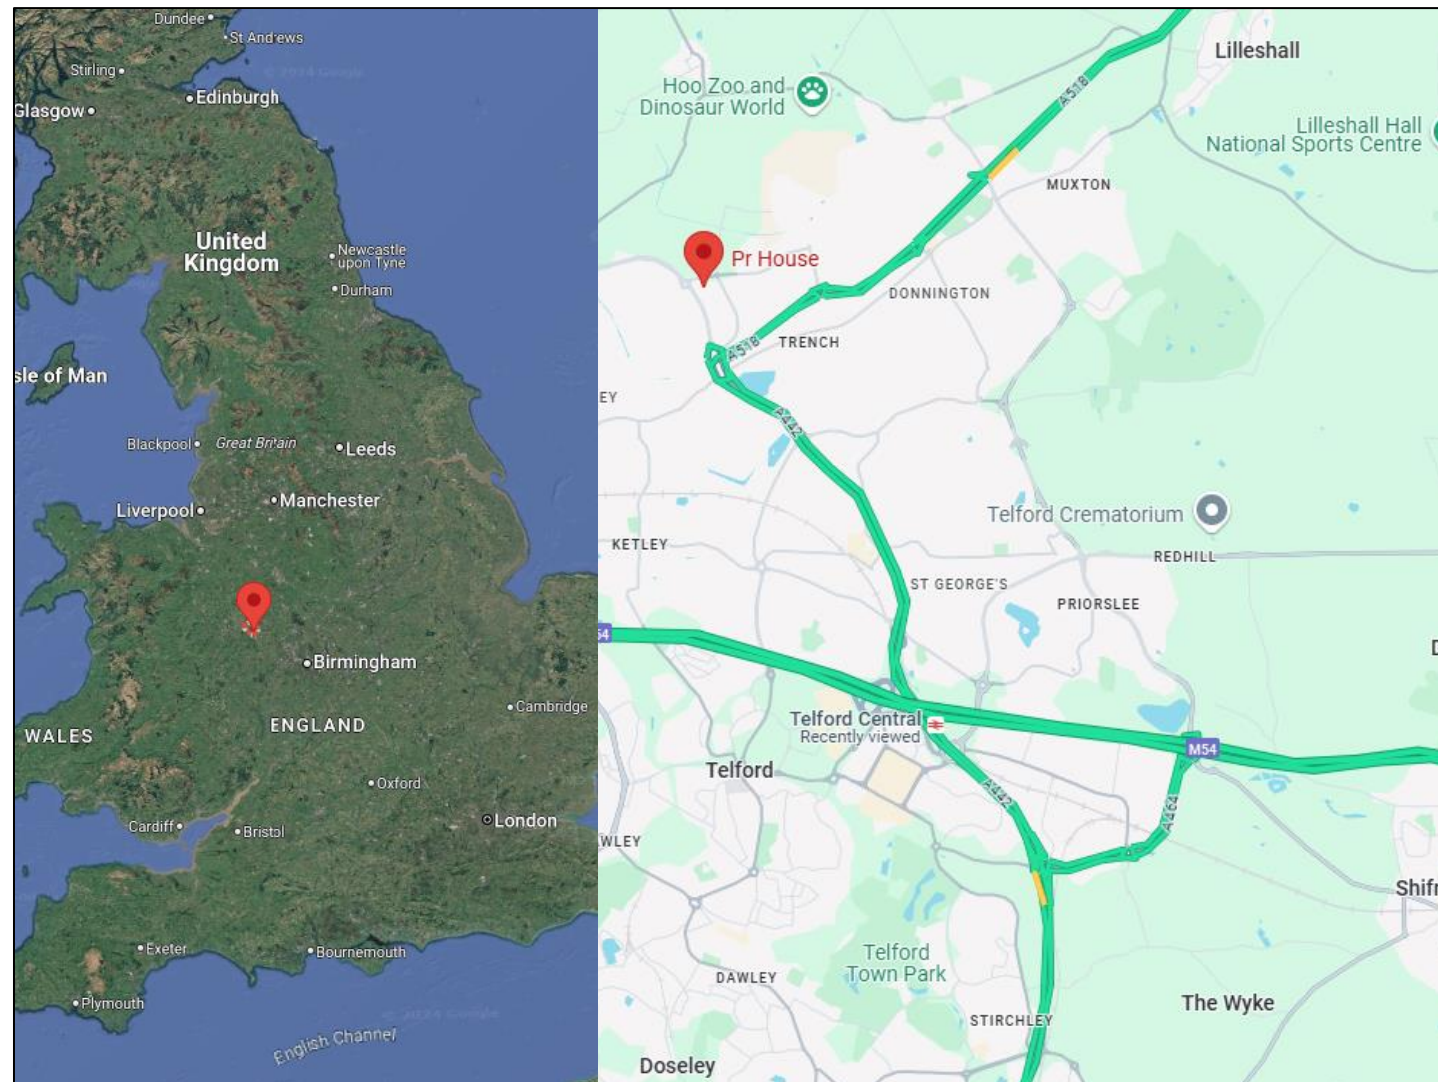 Dundee
St Andrews
Stirling
Glasgow
Edinburgh
United
Kingdom
Newcastle
upon Tyne
Durham
sle of Man
Blackpool
Great Britain
Leeds
Manchester
Liverpool
Birmingham
Cambridge
ENGLAND
WALES
Oxford
London
Cardiff
Bristol
Exeter
Bournemouth
Plymouth
English Channel
Lilleshall
A518
Hoo Zoo and
Dinosaur World
Lilleshall Hall
National Sports Centre
MUXTON
Pr House
DONNINGTON
A518
TRENCH
EY
A442
Telford Crematorium
KETLEY
REDHILL
ST GEORGE'S
PRIORSLEE
54
D
Telford Central
Recently viewed
M54
Telford
A442
A464
WLEY
Shifn
Telford
Town Park
DAWLEY
The Wyke
STIRCHLEY
Doseley